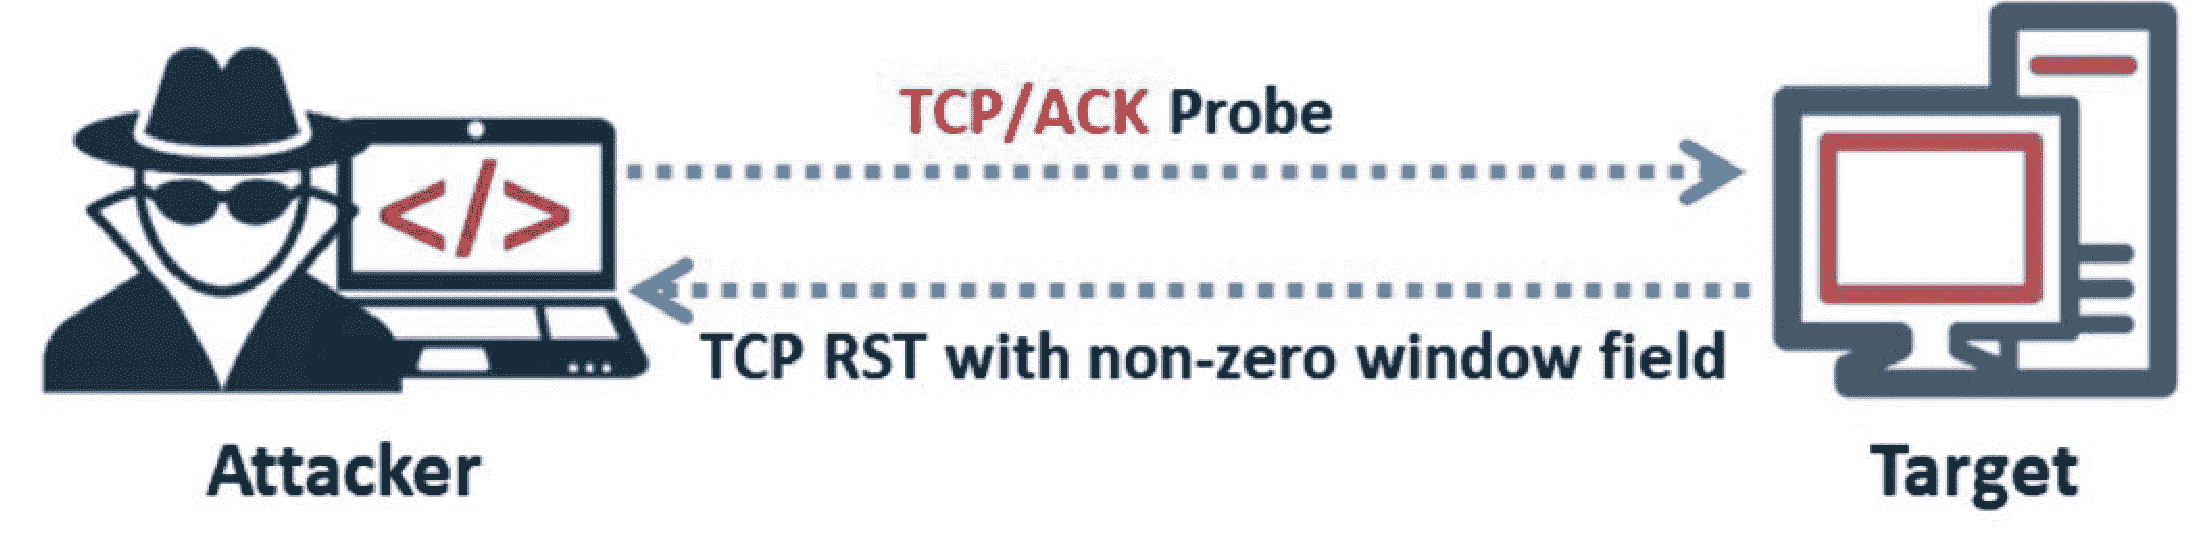 TCP/ACK Probe
</>
TCP RST with non-zero window field
Attacker
Target